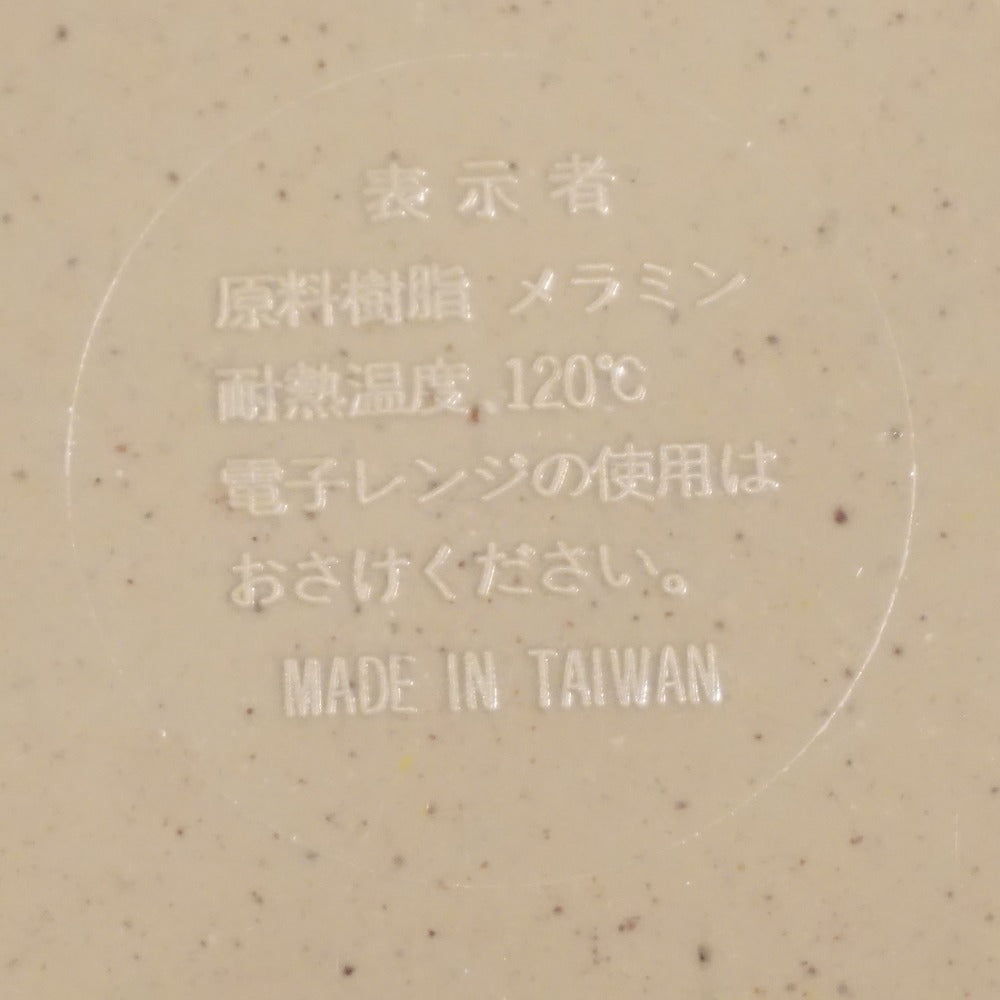 表示者
原料樹脂 メラミン
耐熱温度、120℃
電子レンジの使用は
おさけください。
MADE IN TAIWAN